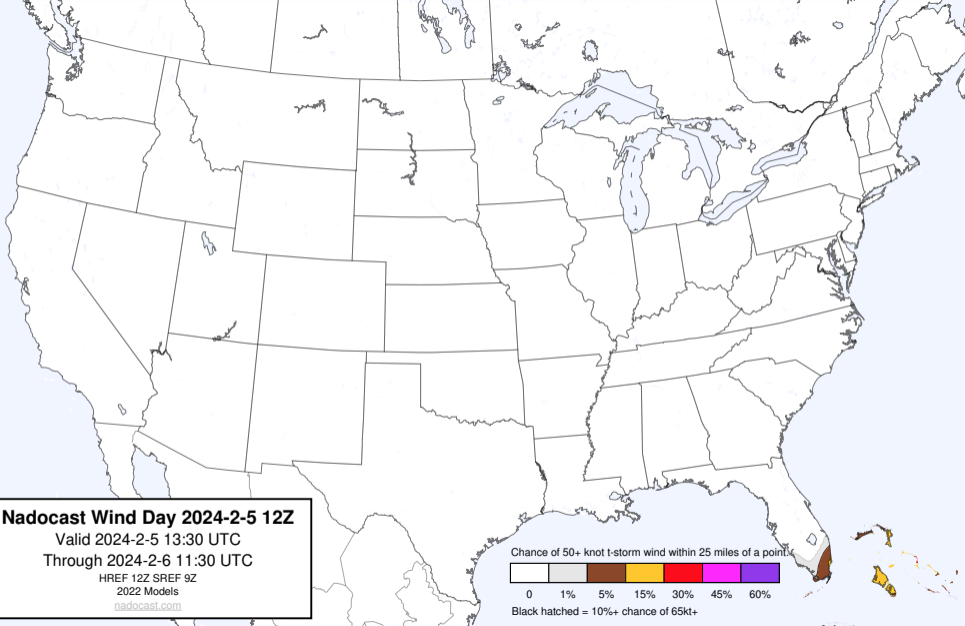 Nadocast Wind Day 2024-2-5 12Z
Valid 2024-2-5 13:30 UTC
Through 2024-2-6 11:30 UTC
HREF 12Z SREF 9Z
2022 Models
nadocast.com
Chance of 50+ knot t-storm wind within 25 miles of a point.
0 1% 5% 15% 30% 45% 60%
Black hatched = 10%+ chance of 65kt+